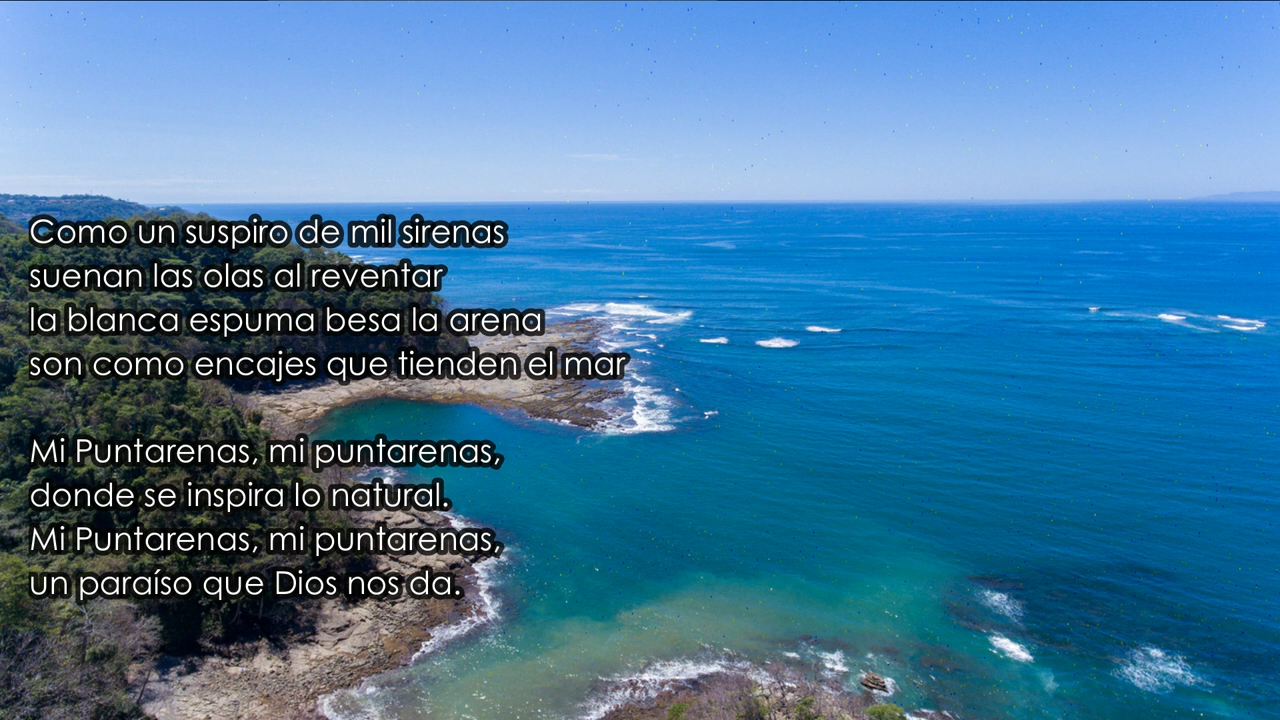 Como un suspiro de mil sirenas
suenan las olas al reventar
la blanca espuma besa la arena
son como encajes que tienden el mar
Mi Puntarenas, mi puntarenas,
donde se inspira lo natural.
Mi Puntarenas, mi puntarenas,
un paraíso que Dios nos da.